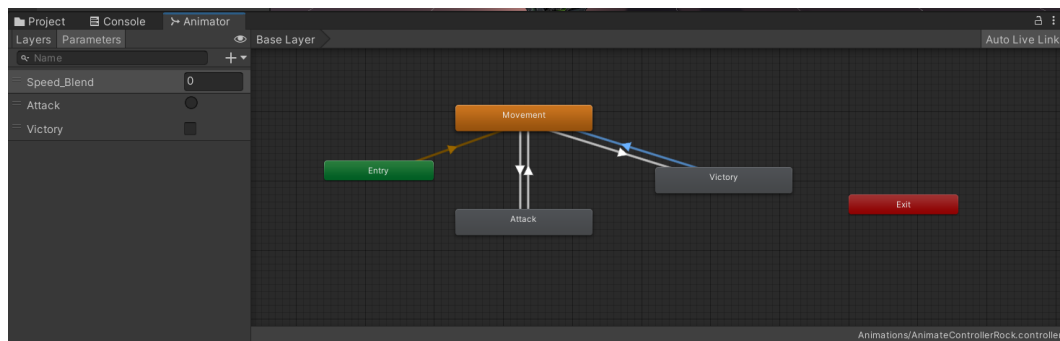 Project Console Animator
Layers Parameters Base Layer Auto Live Link
Name
Speed_Blend 0
Attack
Victory
Movement
Entry
Victory
Exit
Attack
Animations/AnimateControllerRock.controller